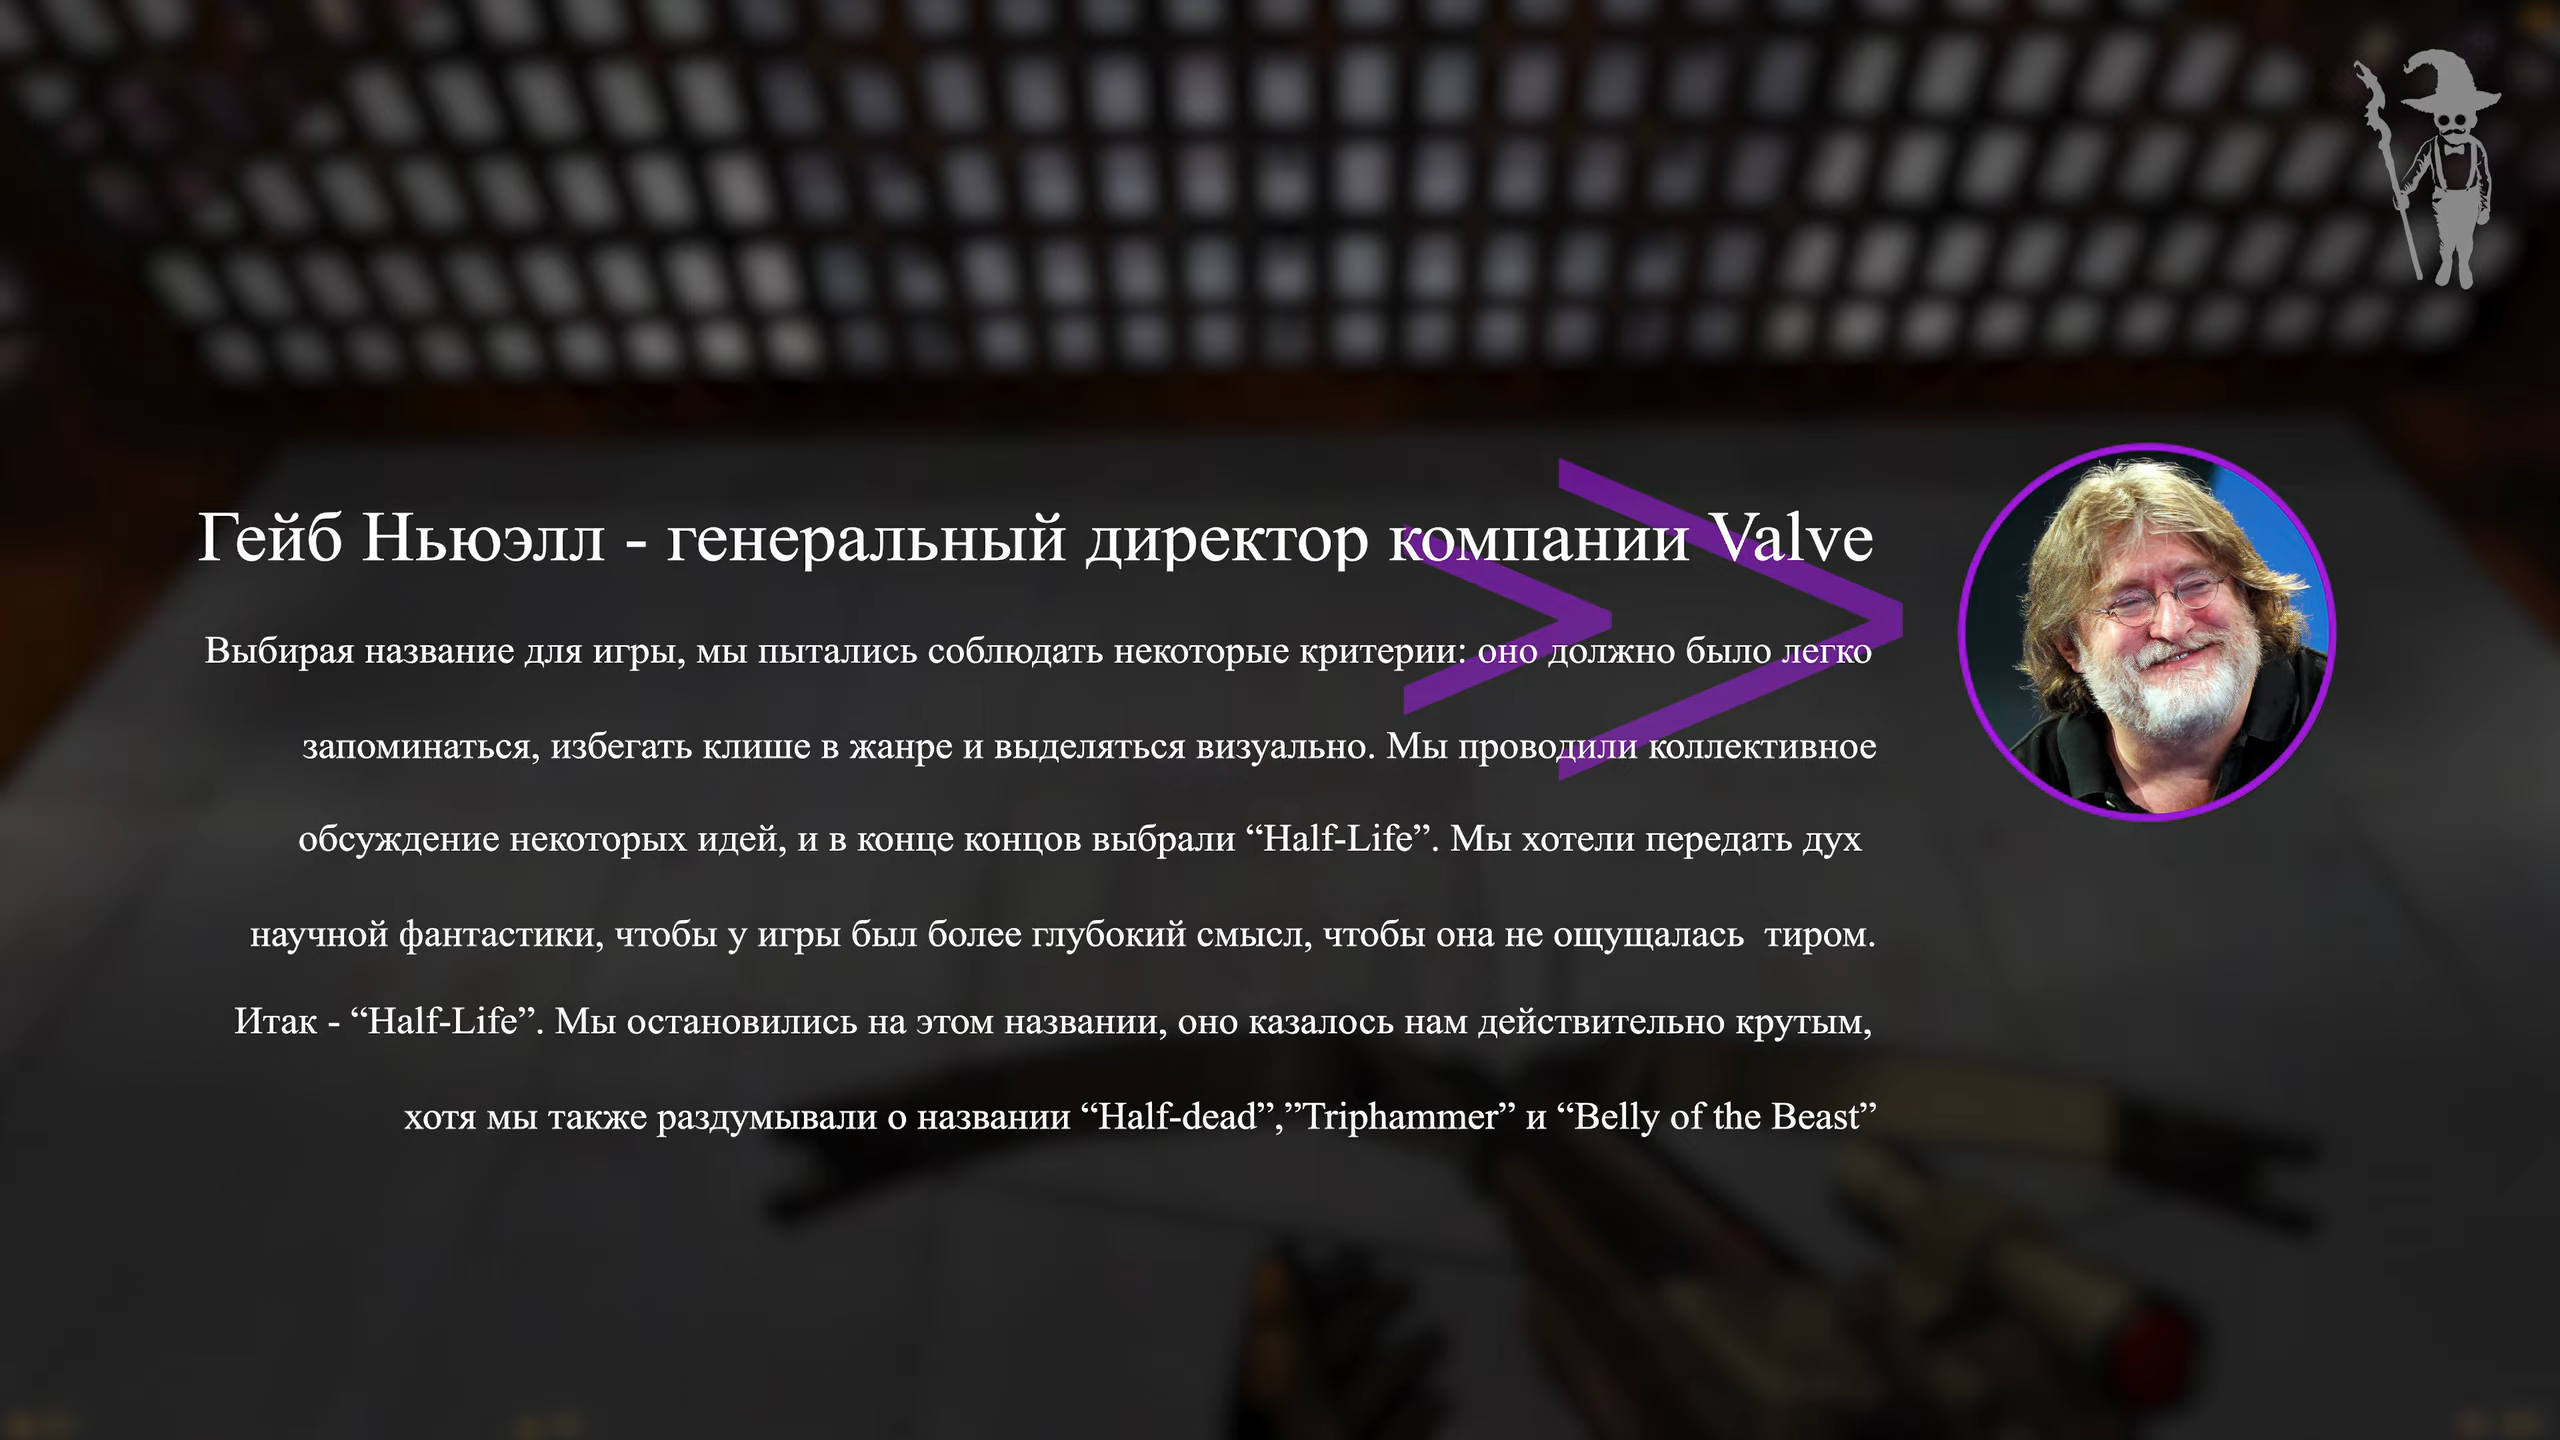 Гейб Ньюэлл - генеральный директор компании Valve
Выбирая название для игры, мы пытались соблюдать некоторые критерии: оно должно было легко
запоминаться, избегать клише в жанре и выделяться визуально. Мы проводили коллективное
обсуждение некоторых идей, и в конце концов выбрали “Half-Life”. Мы хотели передать дух
научной фантастики, чтобы у игры был более глубокий смысл, чтобы она не ощущалась  тиром.
Итак - “Half-Life”. Мы остановились на этом названии, оно казалось нам действительно крутым,
хотя мы также раздумывали о названии “Half-dead”,”Triphammer” и “Belly of the Beast”